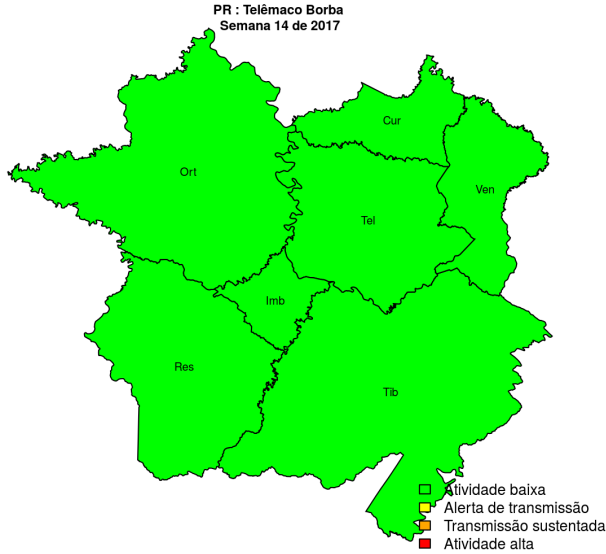 PR : Telêmaco Borba
Semana 14 de 2017
Cur
Ort
Ven
Tel
Imb
Res
Tib
Atividade baixa
Alerta de transmissão
Transmissão sustentada
Atividade alta